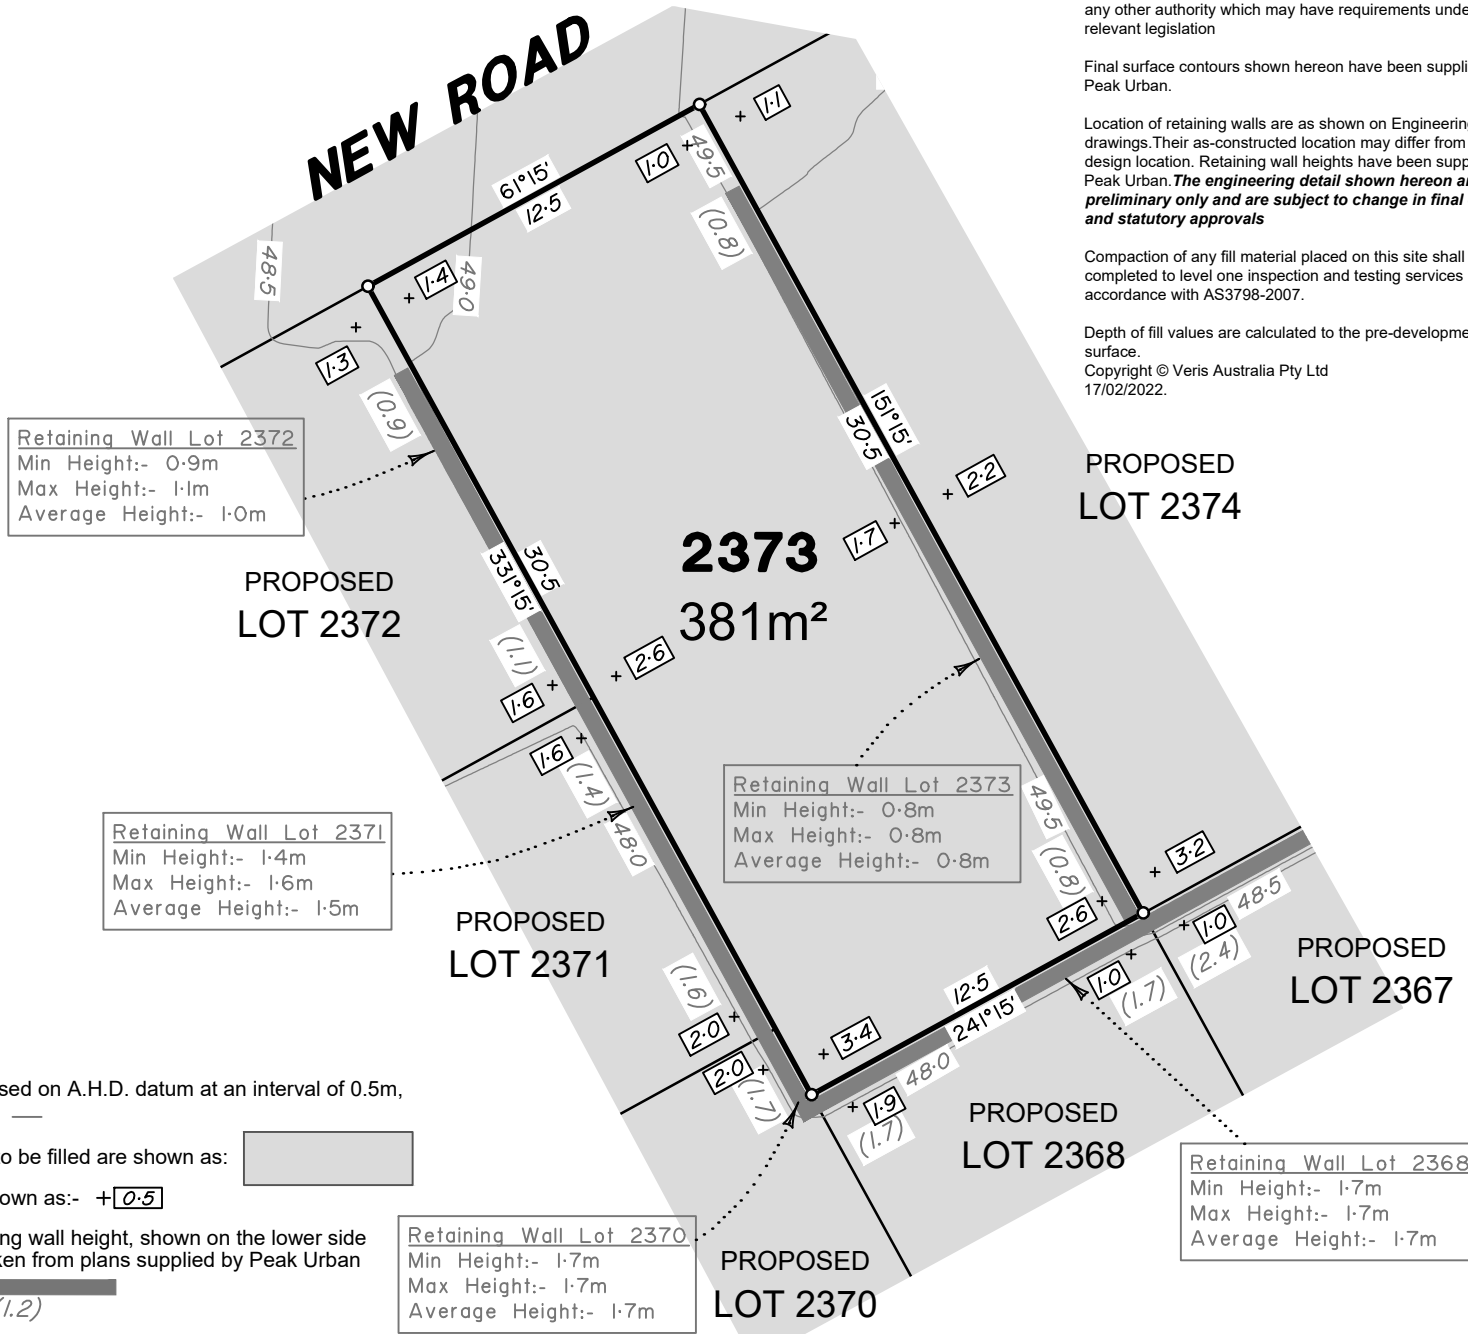 any other authority which may have requirements unde
relevant legislation
Final surface contours shown hereon have been suppli
Peak Urban.
Location of retaining walls are as shown on Engineering
drawings.Their as-constructed location may differ from
design location. Retaining wall heights have been supp
Peak Urban.The engineering detail shown hereon ar
preliminary only and are subject to change in final
and statutory approvals
Compaction of any fill material placed on this site shall
completed to level one inspection and testing services
accordance with AS3798-2007.
Depth of fill values are calculated to the pre-developme
surface.
Copyright © Veris Australia Pty Ltd
17/02/2022.
NEW ROAD
1·1
1·0
49·5
61°15'
12·5
(0.8)
48·5
49·0
1·4
1·3
(0.9)
Retaining Wall Lot 2372
Min Height:- 0·9m
Max Height:- 1·1m
Average Height:- 1·0m
151°15'
30·5
2·2
1·7
PROPOSED
LOT 2374
2373
381m²
30·5
331°15'
PROPOSED
LOT 2372
(1.1)
2·6
1·6
1·6
(1.4)
48·0
Retaining Wall Lot 2373
Min Height:- 0·8m
Max Height:- 0·8m
Average Height:- 0·8m
49·5
(0.8)
Retaining Wall Lot 2371
Min Height:- 1·4m
Max Height:- 1·6m
Average Height:- 1·5m
PROPOSED
LOT 2371
3·2
2·6
48·5
1·0
(2.4)
1·0
(1.7)
PROPOSED
LOT 2367
(1.6)
2·0
2·0
(1.7)
12·5
241°15'
3·4
48·0
1·9
(1.7)
PROPOSED
LOT 2368
sed on A.H.D. datum at an interval of 0.5m,
o be filled are shown as:
own as:- +0·5
ng wall height, shown on the lower side
ken from plans supplied by Peak Urban
(1.2)
Retaining Wall Lot 2370
Min Height:- 1·7m
Max Height:- 1·7m
Average Height:- 1·7m
PROPOSED
LOT 2370
Retaining Wall Lot 2368
Min Height:- 1·7m
Max Height:- 1·7m
Average Height:- 1·7m